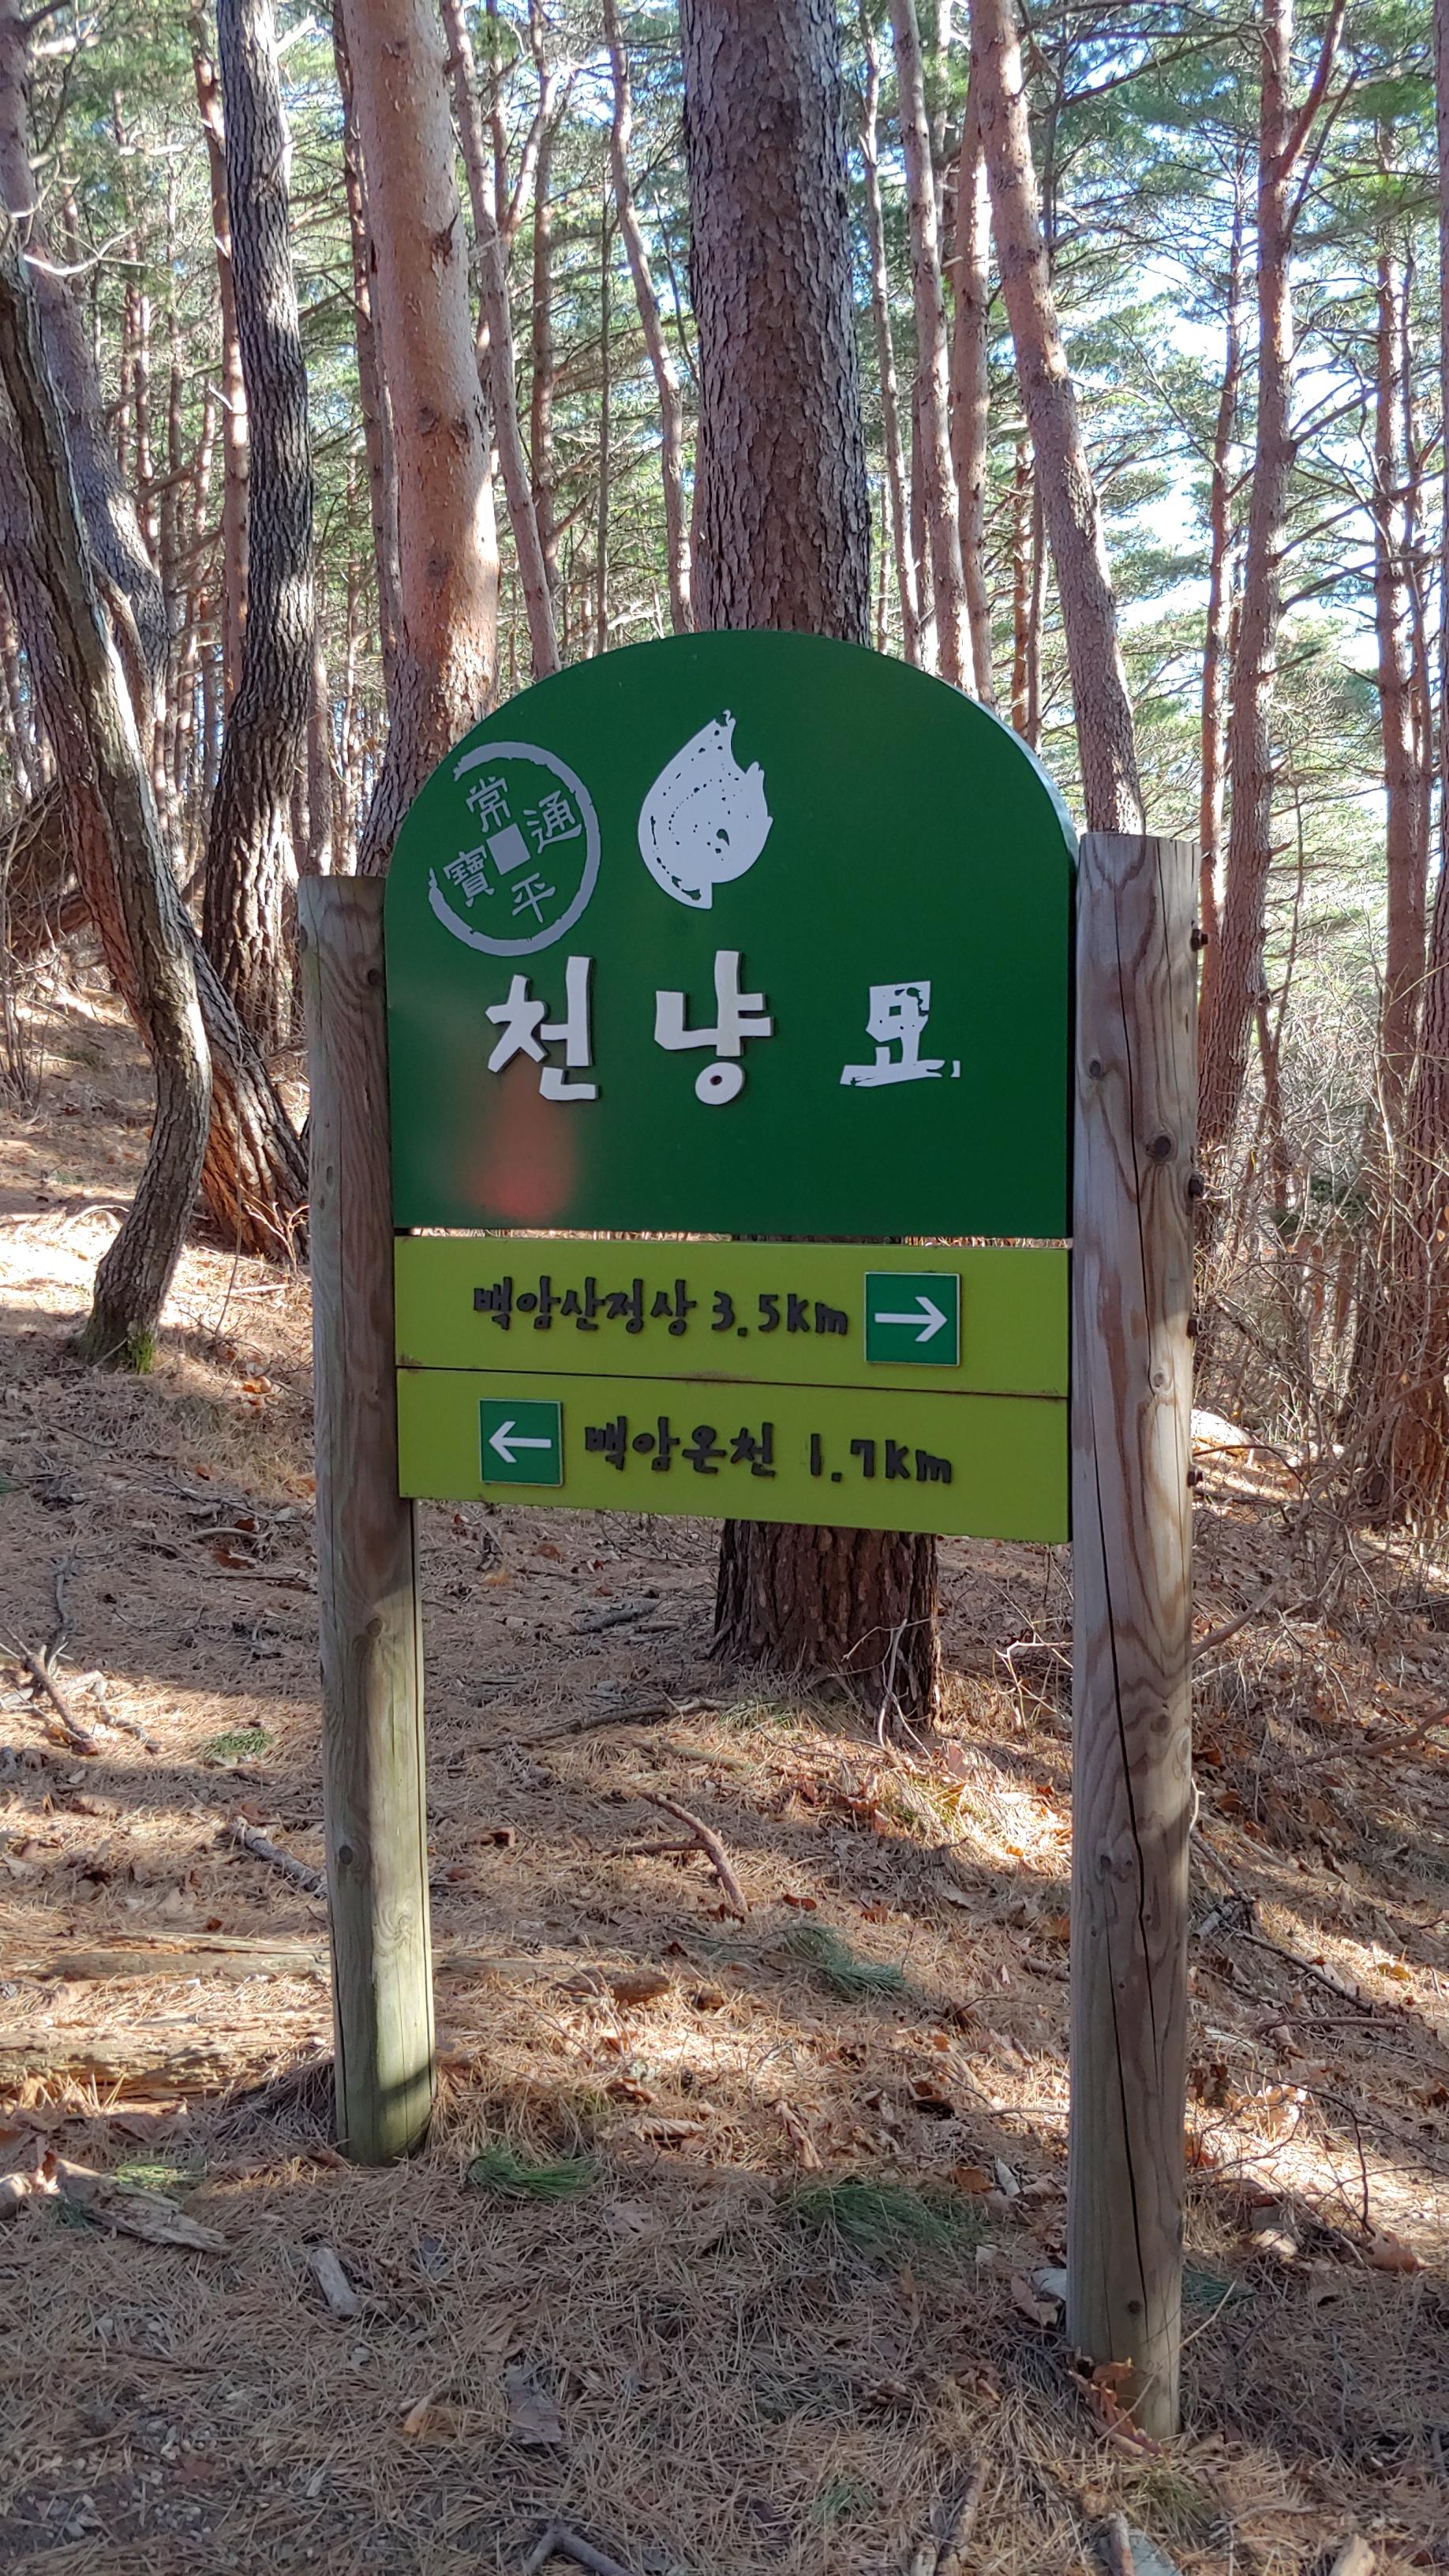 常
通
寶
平
천냥묘
백암산정상 3.5km →
← 백암온천 1.7km